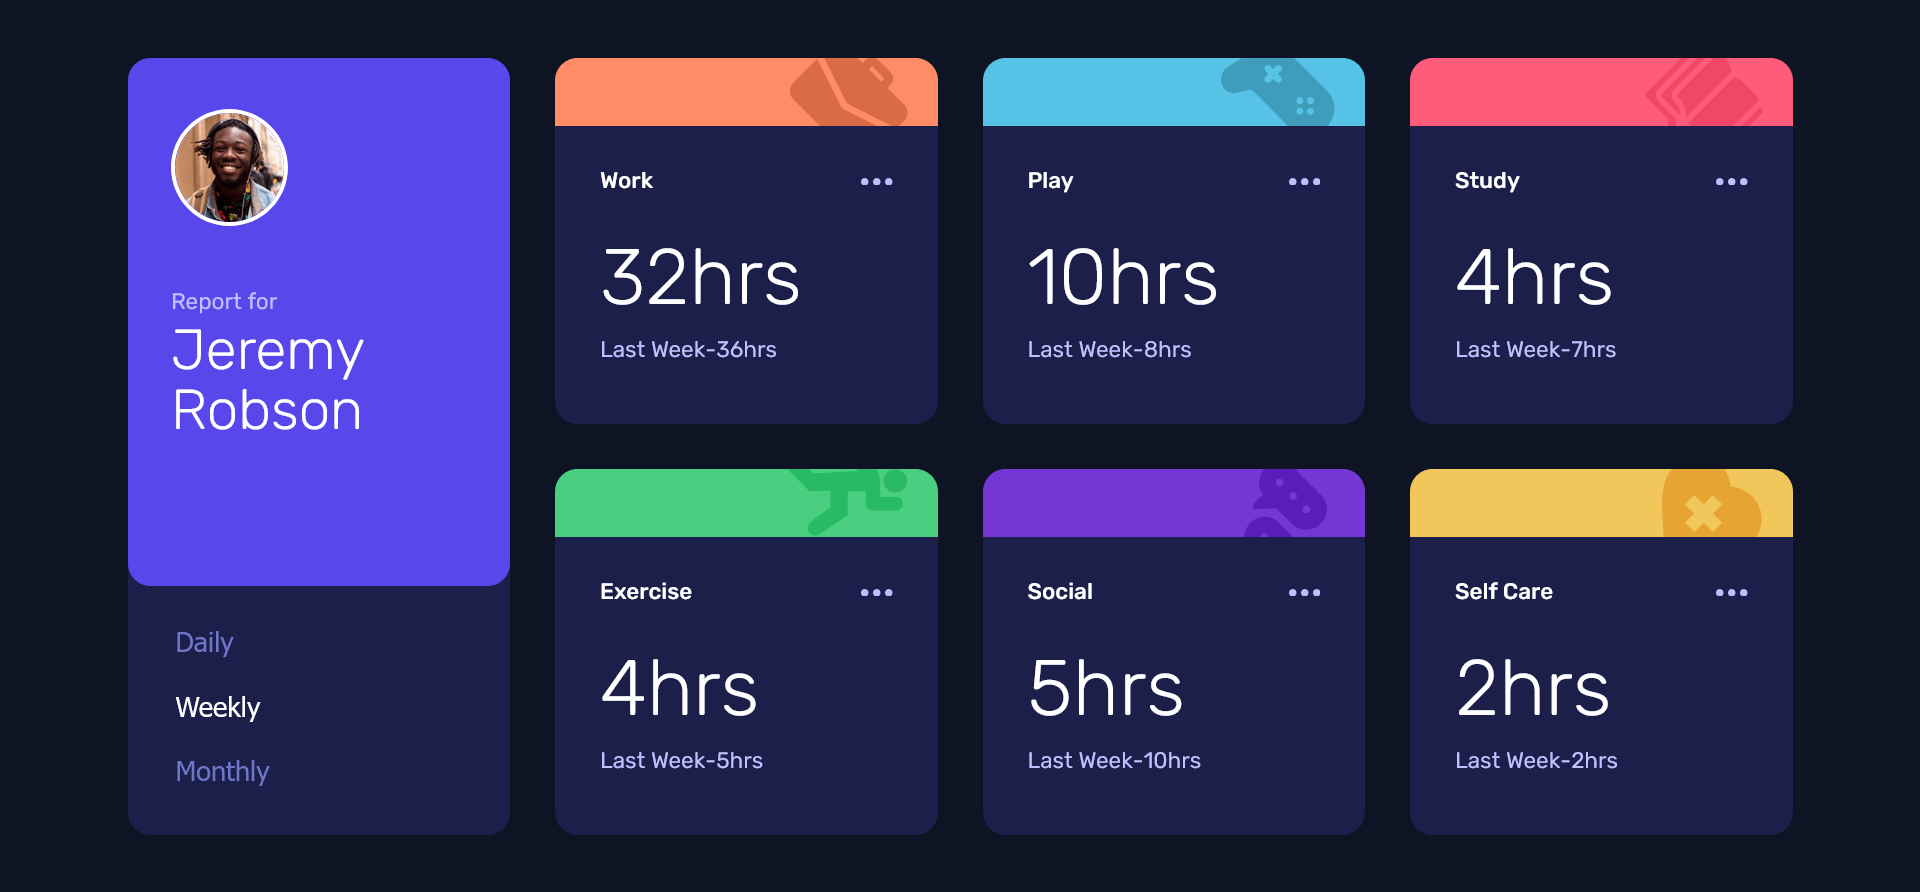 Report for
Jeremy
Robson
Daily
Weekly
Monthly
Work
32hrs
Last Week-36hrs
Play
10hrs
Last Week-8hrs
Study
4hrs
Last Week-7hrs
Exercise
4hrs
Last Week-5hrs
Social
5hrs
Last Week-10hrs
Self Care
2hrs
Last Week-2hrs